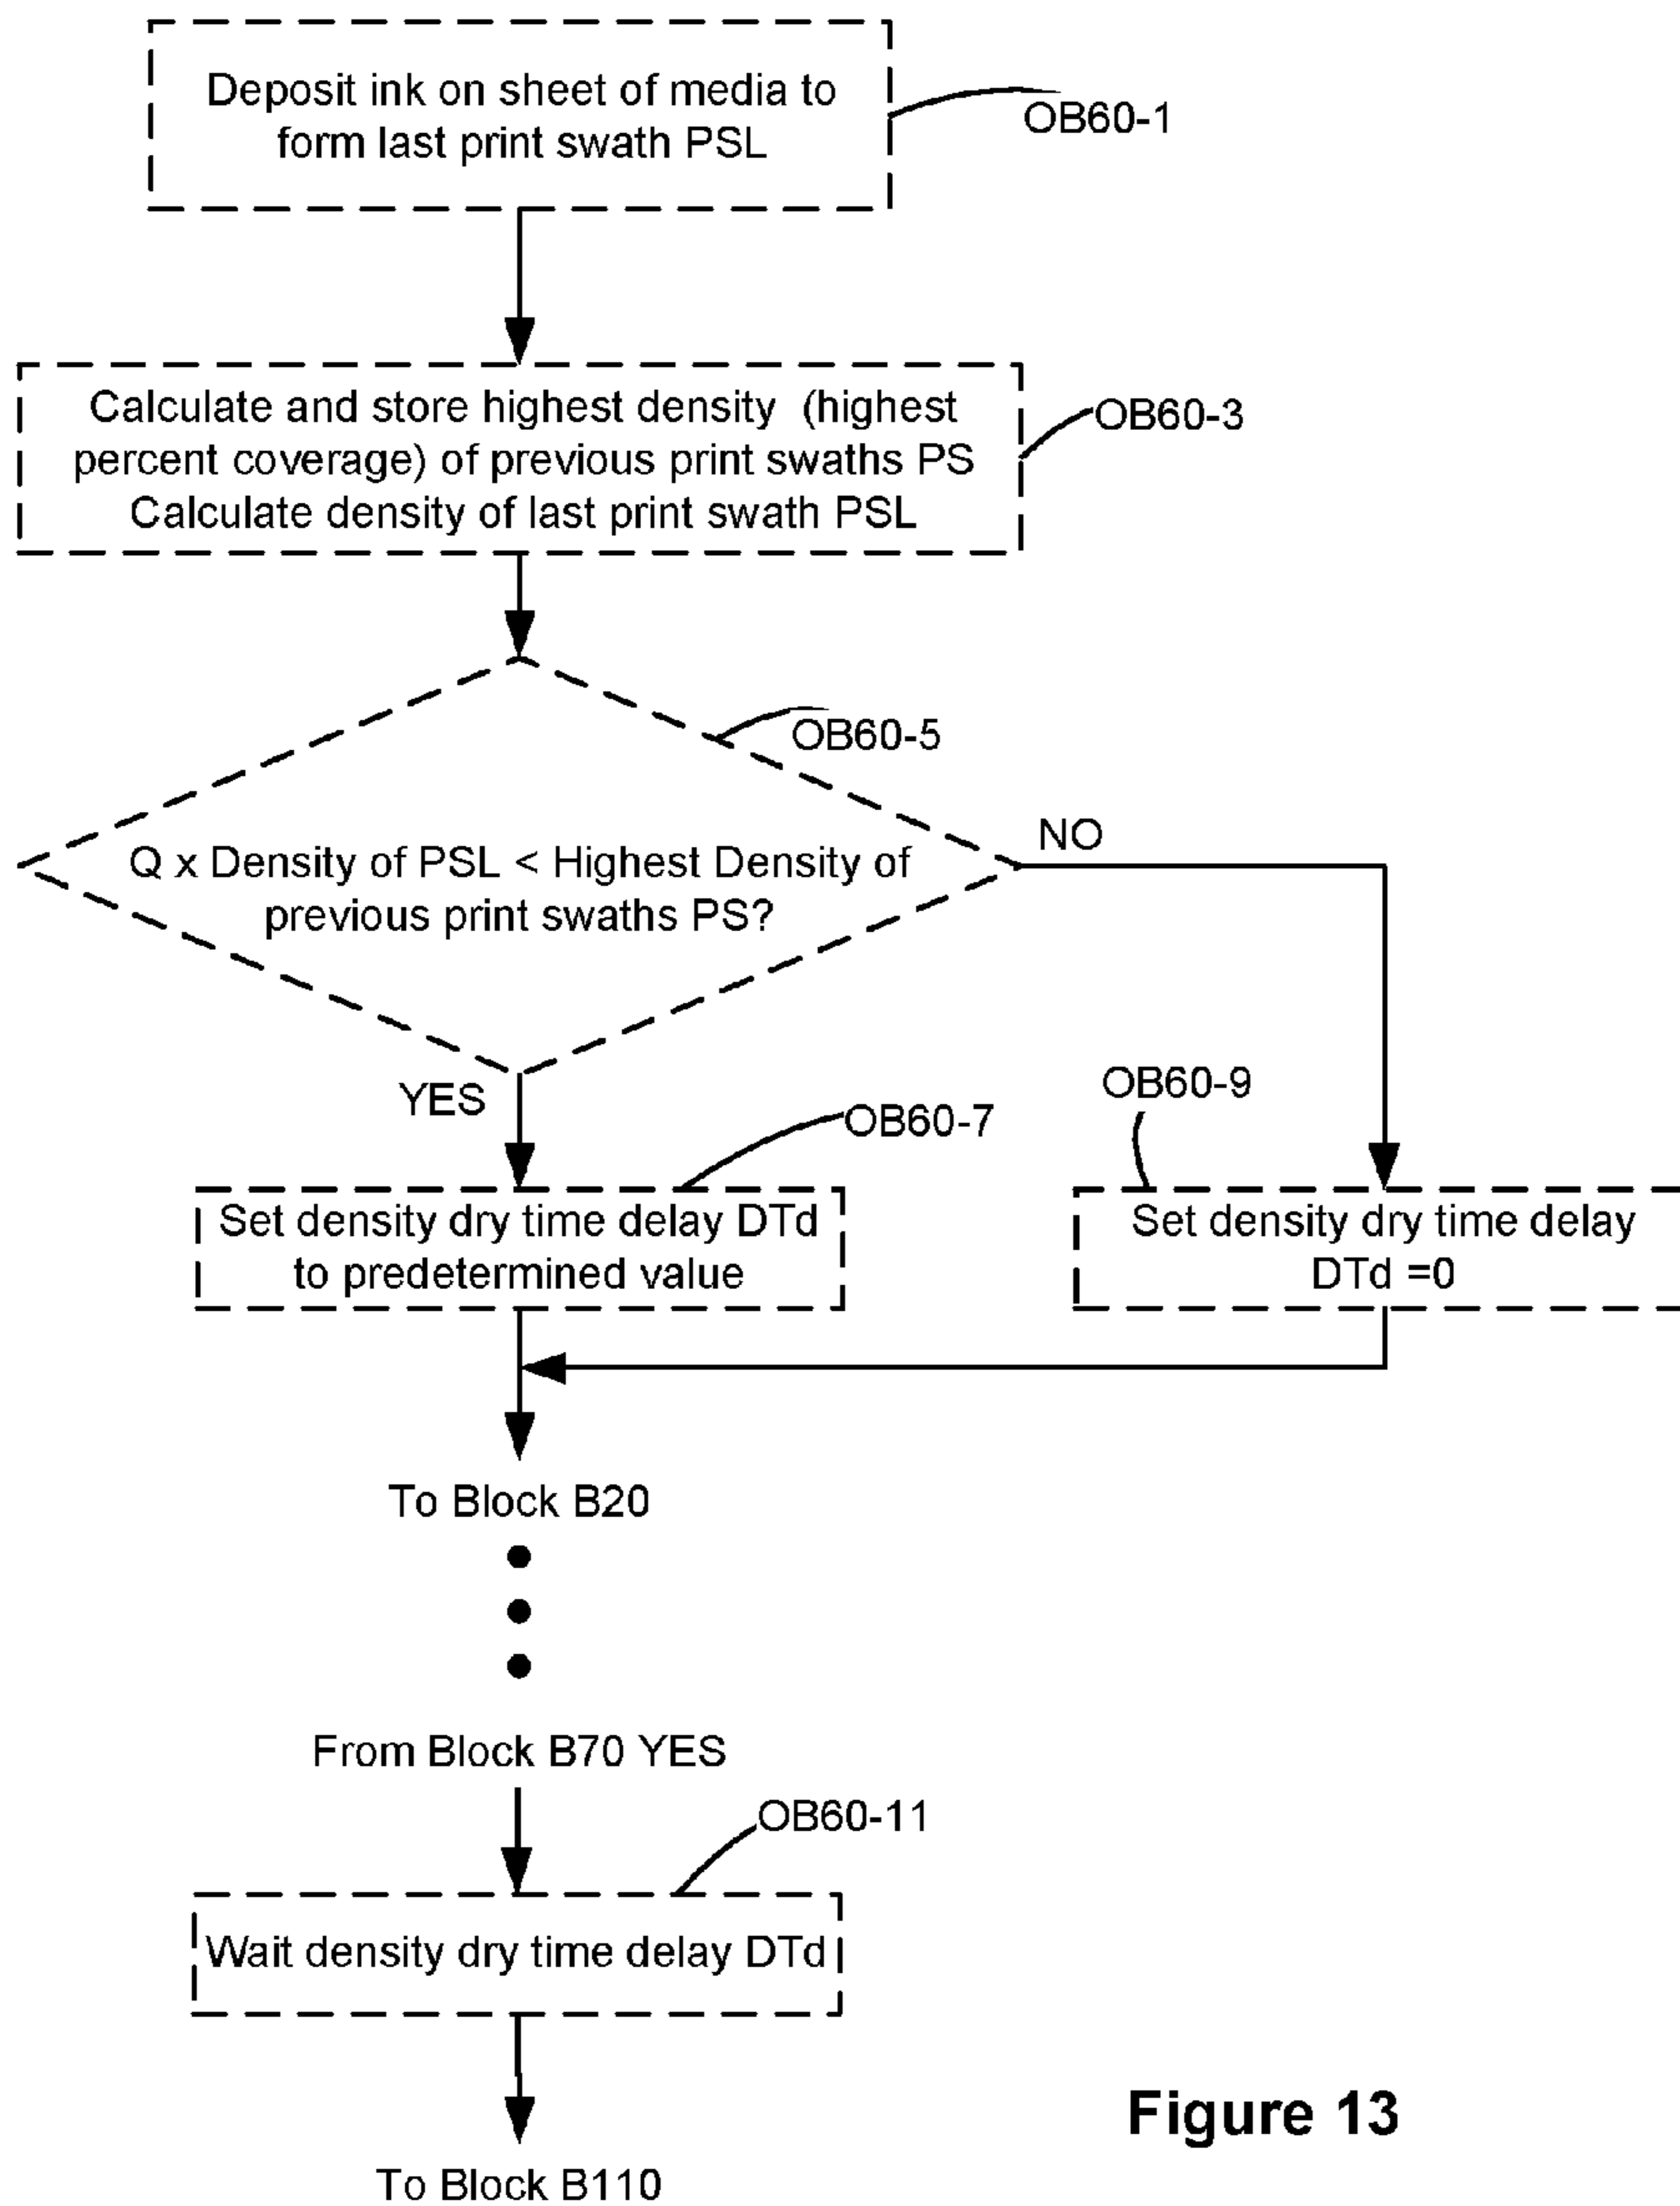 Deposit ink on sheet of media to
form last print swath PSL
OB60-1
Calculate and store highest density (highest
percent coverage) of previous print swaths PS
Calculate density of last print swath PSL
OB60-3
OB60-5
Q x Density of PSL < Highest Density of
previous print swaths PS?
NO
YES
OB60-7
OB60-9
Set density dry time delay DTd
to predetermined value
Set density dry time delay
DTd =0
To Block B20
From Block B70 YES
OB60-11
Wait density dry time delay DTd
To Block B110
Figure 13